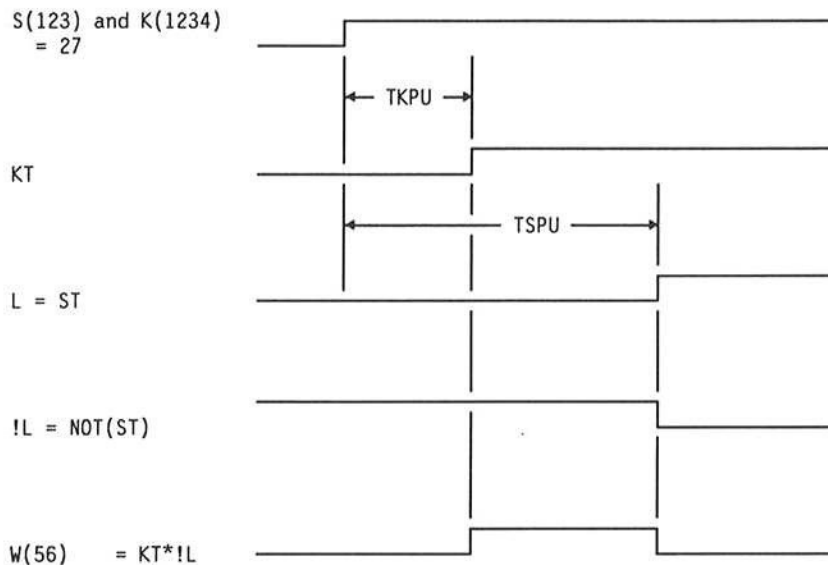 S(123) and K(1234)
= 27
TKPU
KT
TSPU
L = ST
!L = NOT(ST)
W(56) = KT*!L